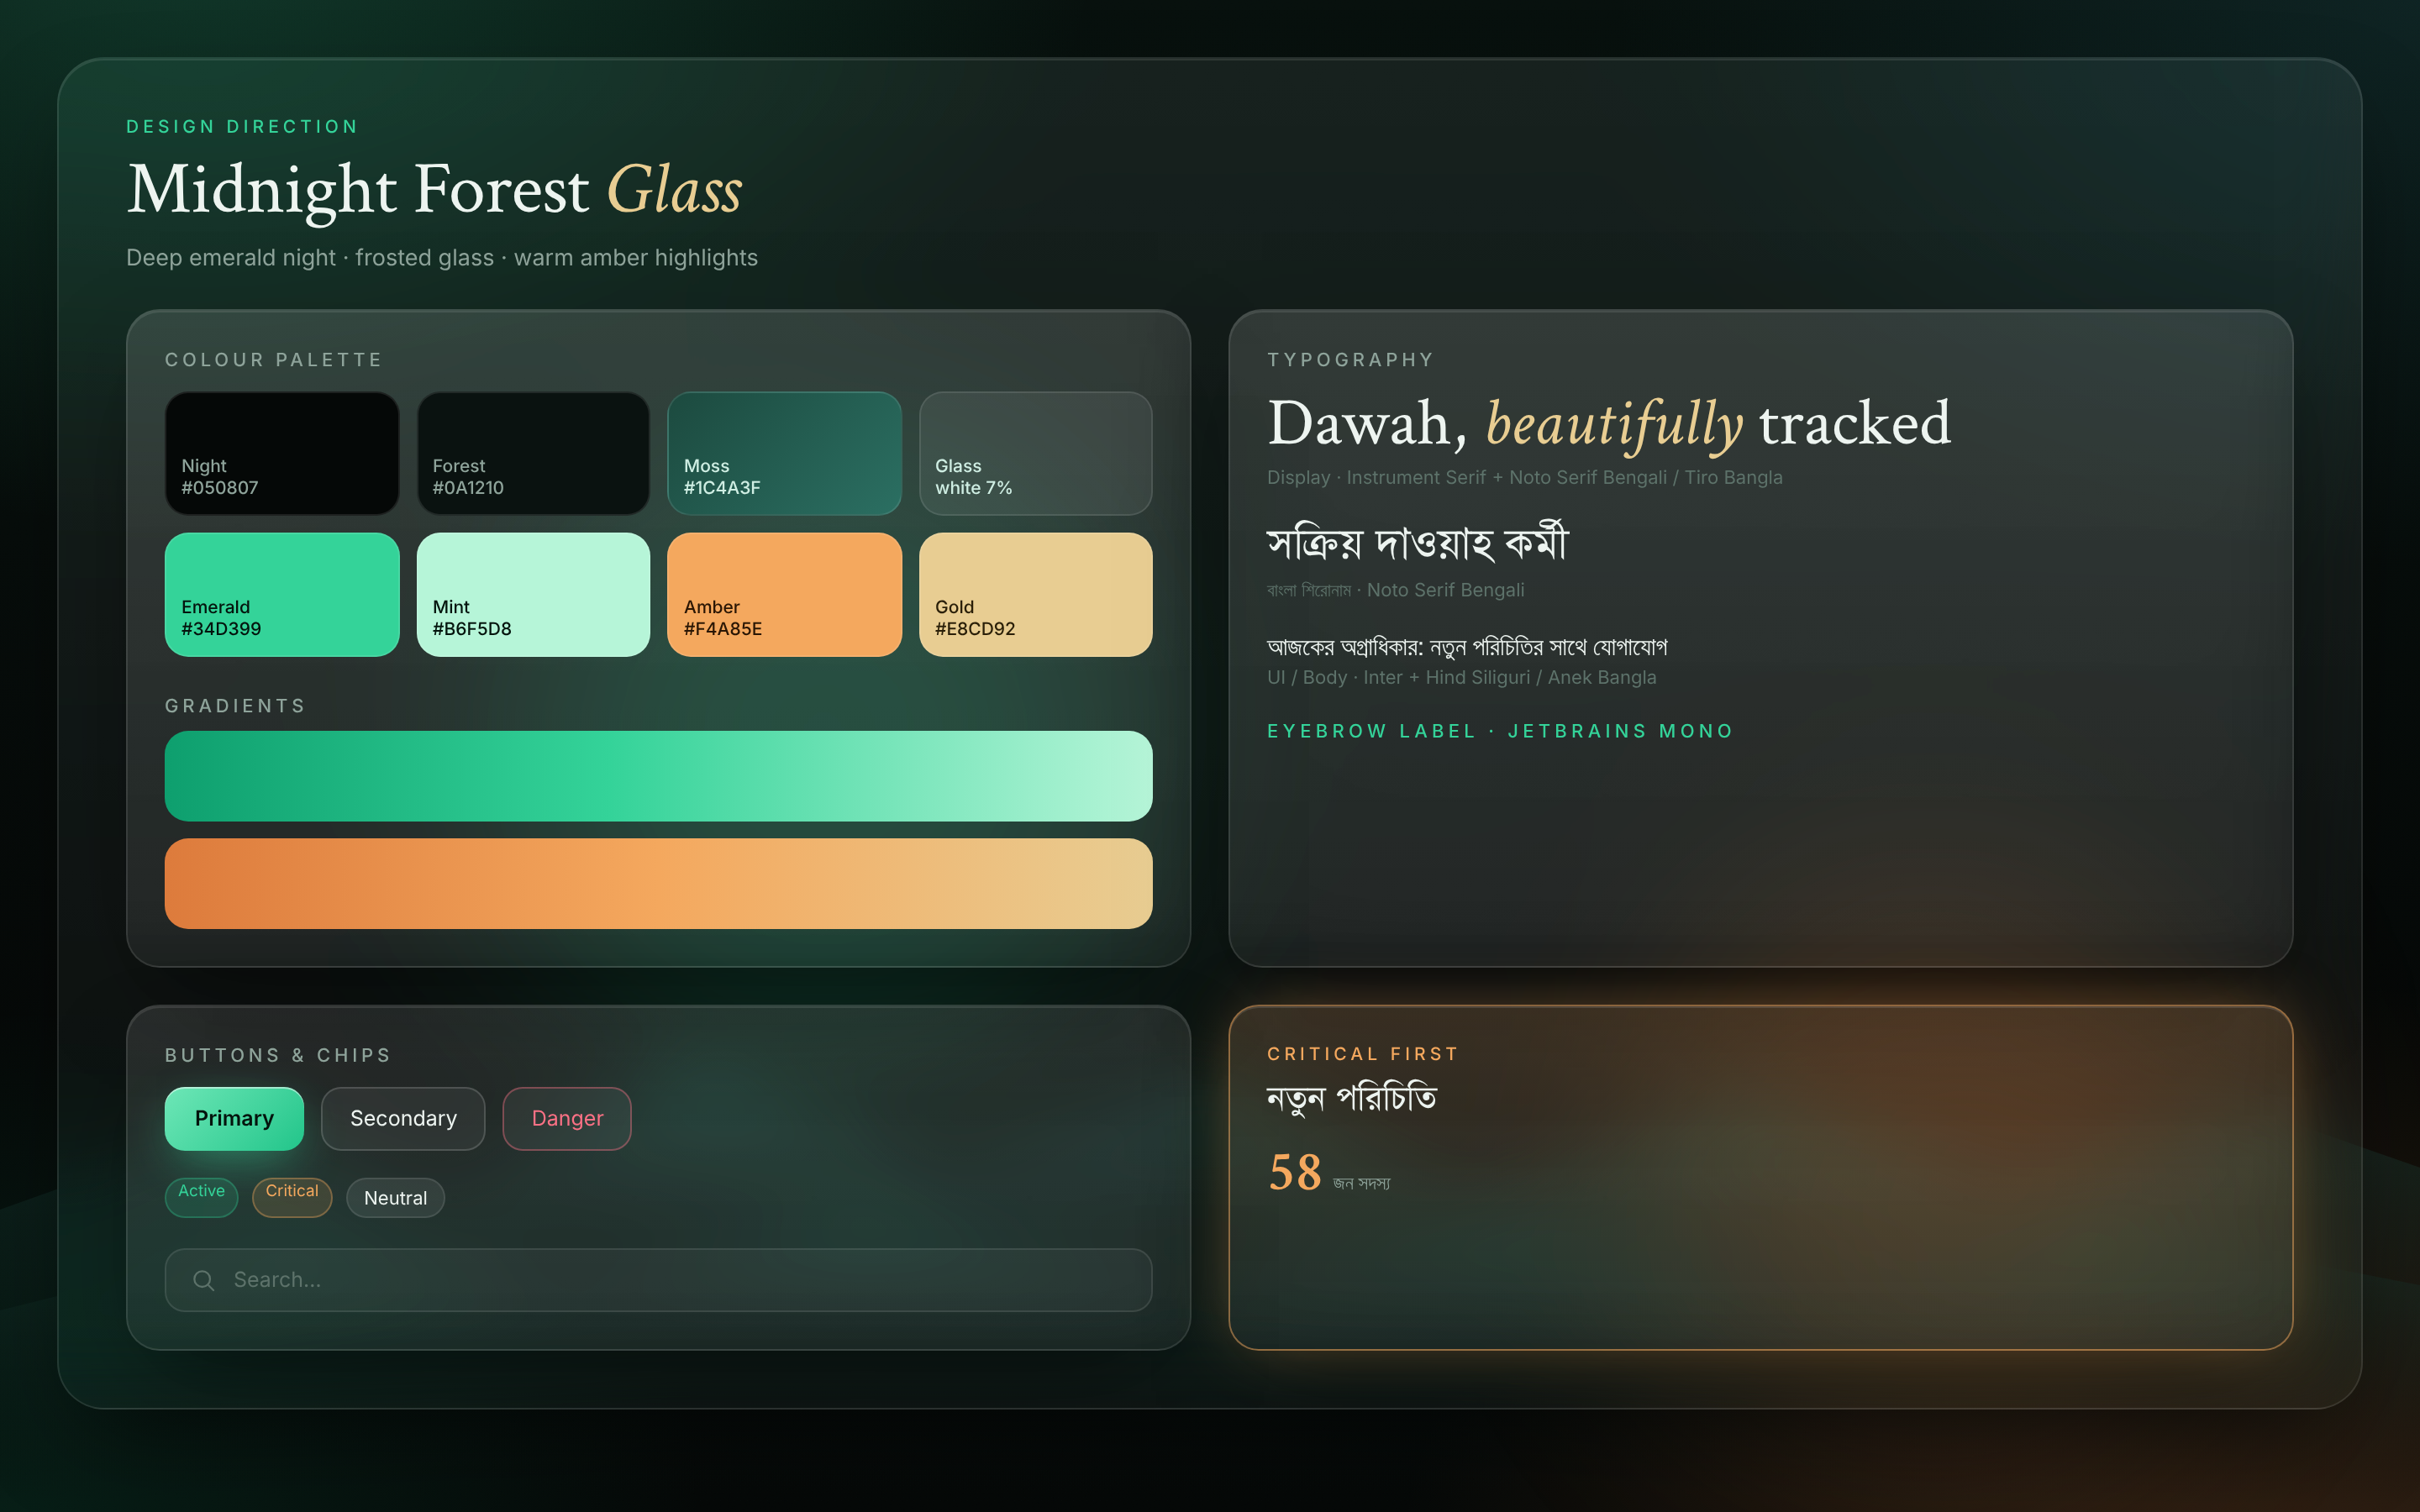 DESIGN DIRECTION
Midnight Forest Glass
Deep emerald night · frosted glass · warm amber highlights
COLOUR PALETTE
Night
#050807
Forest
#0A1210
Moss
#1C4A3F
Glass
white 7%
Emerald
#34D399
Mint
#B6F5D8
Amber
#F4A85E
Gold
#E8CD92
GRADIENTS
TYPOGRAPHY
Dawah, beautifully tracked
Display · Instrument Serif + Noto Serif Bengali / Tiro Bangla
সক্রিয় দাওয়াহ কর্মী
বাংলা শিরোনাম · Noto Serif Bengali
আজকের অগ্রাধিকার: নতুন পরিচিতির সাথে যোগাযোগ
UI / Body · Inter + Hind Siliguri / Anek Bangla
EYEBROW LABEL · JETBRAINS MONO
BUTTONS & CHIPS
Primary
Secondary
Danger
Active
Critical
Neutral
Search...
CRITICAL FIRST
নতুন পরিচিতি
58 জন সদস্য